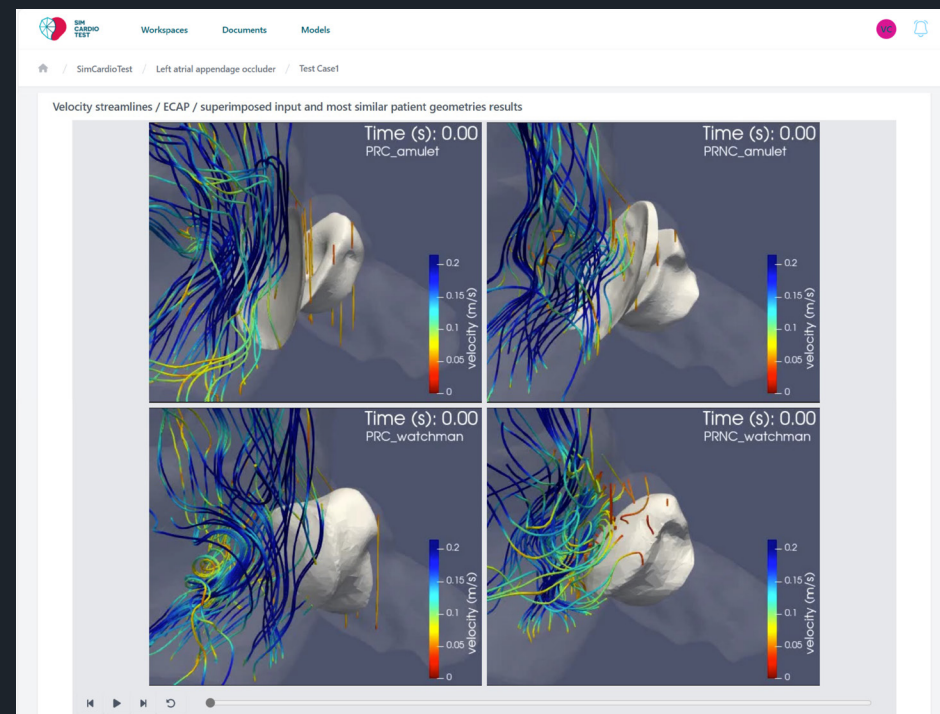 SIM
CARDIO
TEST
Workspaces Documents Models
VC
/ SimCardioTest / Left atrial appendage occluder / Test Case1
Velocity streamlines / ECAP / superimposed input and most similar patient geometries results
Time (s): 0.00
PRC_amulet
0.2
0.15
0.1
0.05
0
velocity (m/s)
Time (s): 0.00
PRNC_amulet
0.2
0.15
0.1
0.05
0
velocity (m/s)
Time (s): 0.00
PRC_watchman
0.2
0.15
0.1
0.05
0
velocity (m/s)
Time (s): 0.00
PRNC_watchman
0.2
0.15
0.1
0.05
0
velocity (m/s)